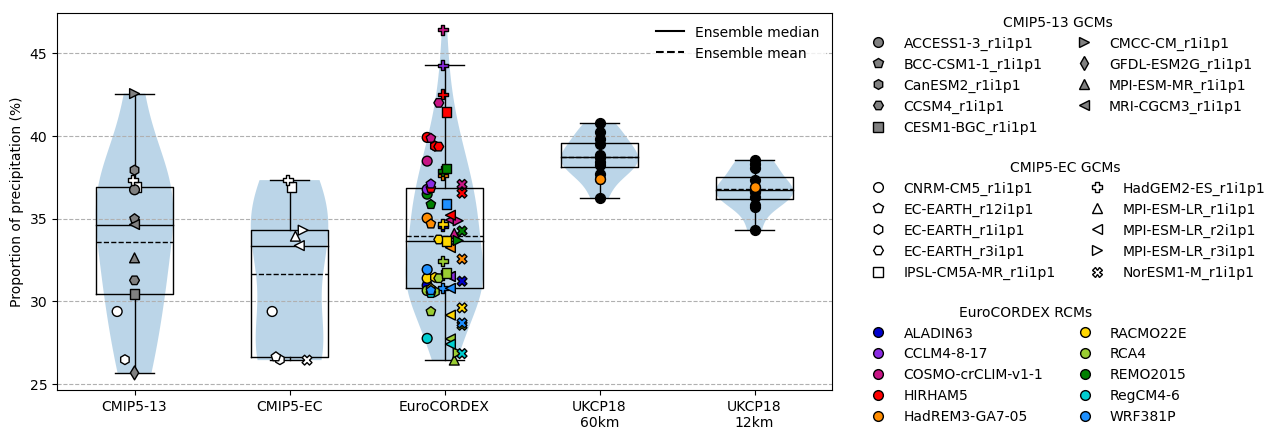 Proportion of precipitation (%)
45
40
35
30
25
Ensemble median
Ensemble mean
CMIP5-13
CMIP5-EC
EuroCORDEX
UKCP18
60km
UKCP18
12km
CMIP5-13 GCMs
ACCESS1-3_r1i1p1
BCC-CSM1-1_r1i1p1
CanESM2_r1i1p1
CCSM4_r1i1p1
CESM1-BGC_r1i1p1
CMCC-CM_r1i1p1
GFDL-ESM2G_r1i1p1
MPI-ESM-MR_r1i1p1
MRI-CGCM3_r1i1p1
CMIP5-EC GCMs
CNRM-CM5_r1i1p1
EC-EARTH_r12i1p1
EC-EARTH_r1i1p1
EC-EARTH_r3i1p1
IPSL-CM5A-MR_r1i1p1
HadGEM2-ES_r1i1p1
MPI-ESM-LR_r1i1p1
MPI-ESM-LR_r2i1p1
MPI-ESM-LR_r3i1p1
NorESM1-M_r1i1p1
EuroCORDEX RCMs
ALADIN63
CCLM4-8-17
COSMO-crCLIM-v1-1
HIRHAM5
HadREM3-GA7-05
RACMO22E
RCA4
REMO2015
RegCM4-6
WRF381P